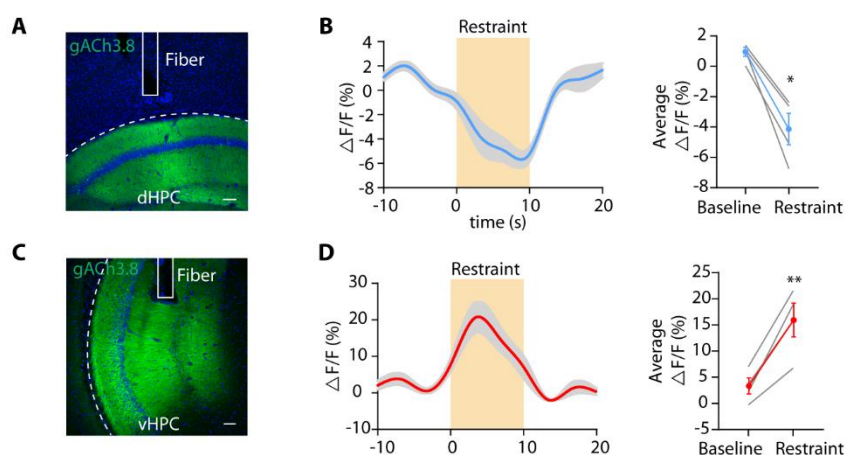 A
gACh3.8
Fiber
dHPC
B
Restraint
△F/F (%)
4
2
0
-2
-4
-6
-8
-10
0
10
20
time (s)
Average
△F/F (%)
2
0
-2
-4
-6
-8
*
Baseline
Restraint
C
gACh3.8
Fiber
vHPC
D
Restraint
△F/F (%)
30
20
10
0
-10
-10
0
10
20
Average
△F/F (%)
25
20
15
10
5
0
-5
**
Baseline
Restraint